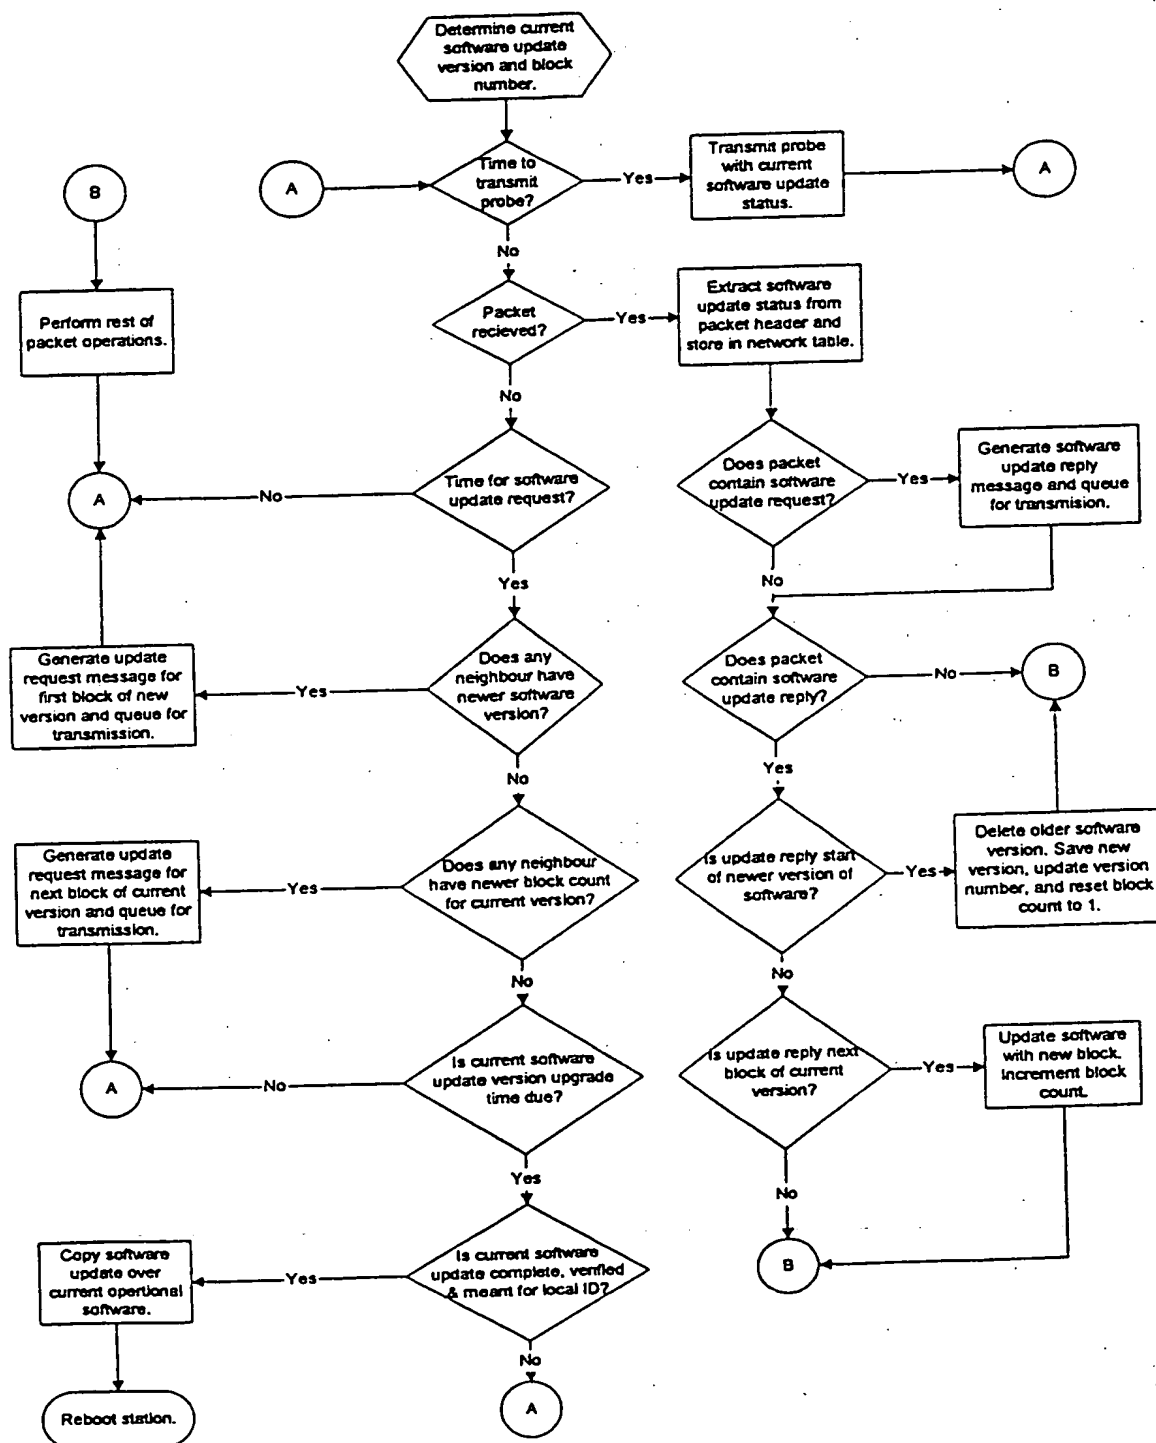 Determine current
software update
version and block
number.
B
A
Time to
transmit
probe?
Yes
Transmit probe
with current
software update
status.
A
No
Perform rest of
packet operations.
Packet
recieved?
Yes
Extract software
update status from
packet header and
store in network table.
No
A
No
Time for software
update request?
Does packet
contain software
update request?
Yes
Generate software
update reply
message and queue
for transmision.
Yes
No
Generate update
request message for
first block of new
version and queue for
transmission.
Yes
Does any
neighbour have
newer software
version?
Does packet
contain software
update reply?
No
B
No
Yes
Generate update
request message for
next block of current
version and queue for
transmission.
Yes
Does any neighbour
have newer block count
for current version?
Is update reply start
of newer version of
software?
Yes
Delete older software
version. Save new
version, update version
number, and reset block
count to 1.
No
No
A
No
Is current software
update version upgrade
time due?
Is update reply next
block of current
version?
Yes
Update software
with new block.
Increment block
count.
Yes
No
Copy software
update over
current opertional
software.
Yes
Is current software
update complete, verified
& meant for local ID?
B
No
Reboot station.
A